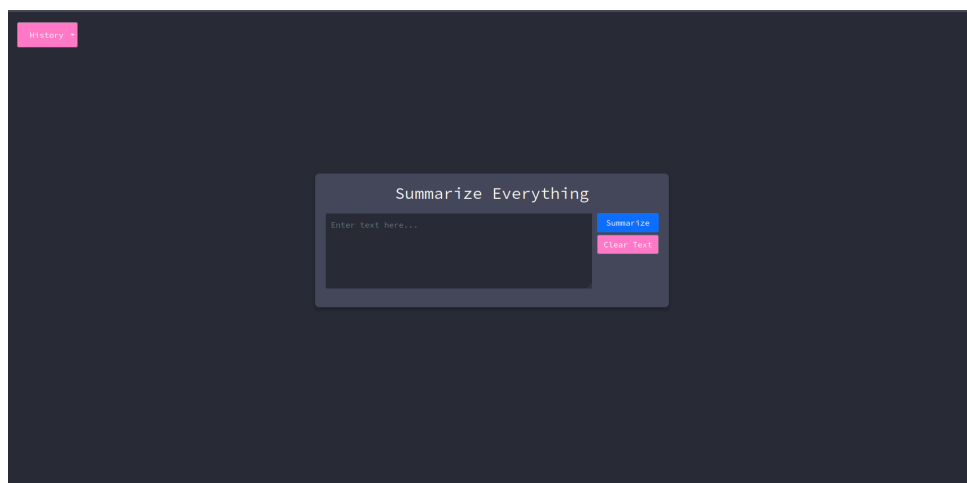 History
Summarize Everything
Enter text here...
Summarize
Clear Text